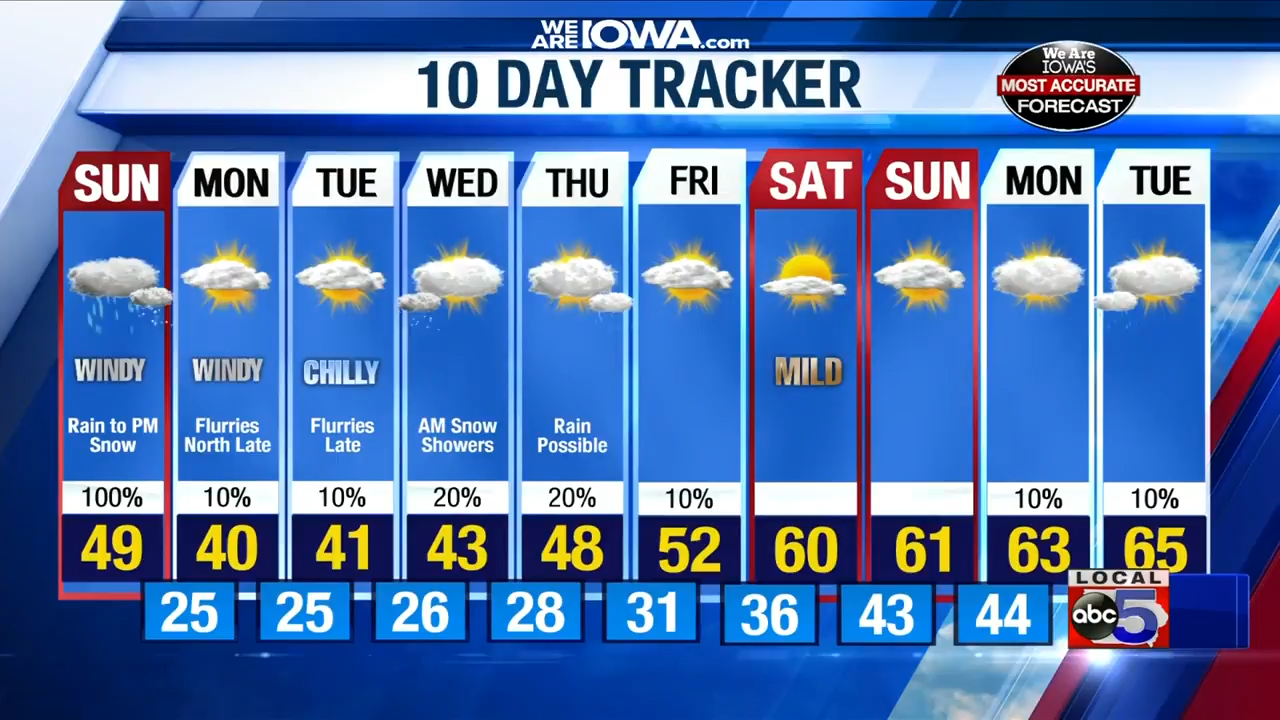 WE ARE IOWA.com
10 DAY TRACKER
We Are
IOWA'S
MOST ACCURATE
FORECAST
SUN MON TUE WED THU FRI SAT SUN MON TUE
WINDY WINDY CHILLY MILD
Rain to PM Snow
Flurries North Late
Flurries Late
AM Snow Showers
Rain Possible
100% 10% 10% 20% 20% 10% 10% 10%
49 40 41 43 48 52 60 61 63 65
25 25 26 28 31 36 43 44
LOCAL
abc 5